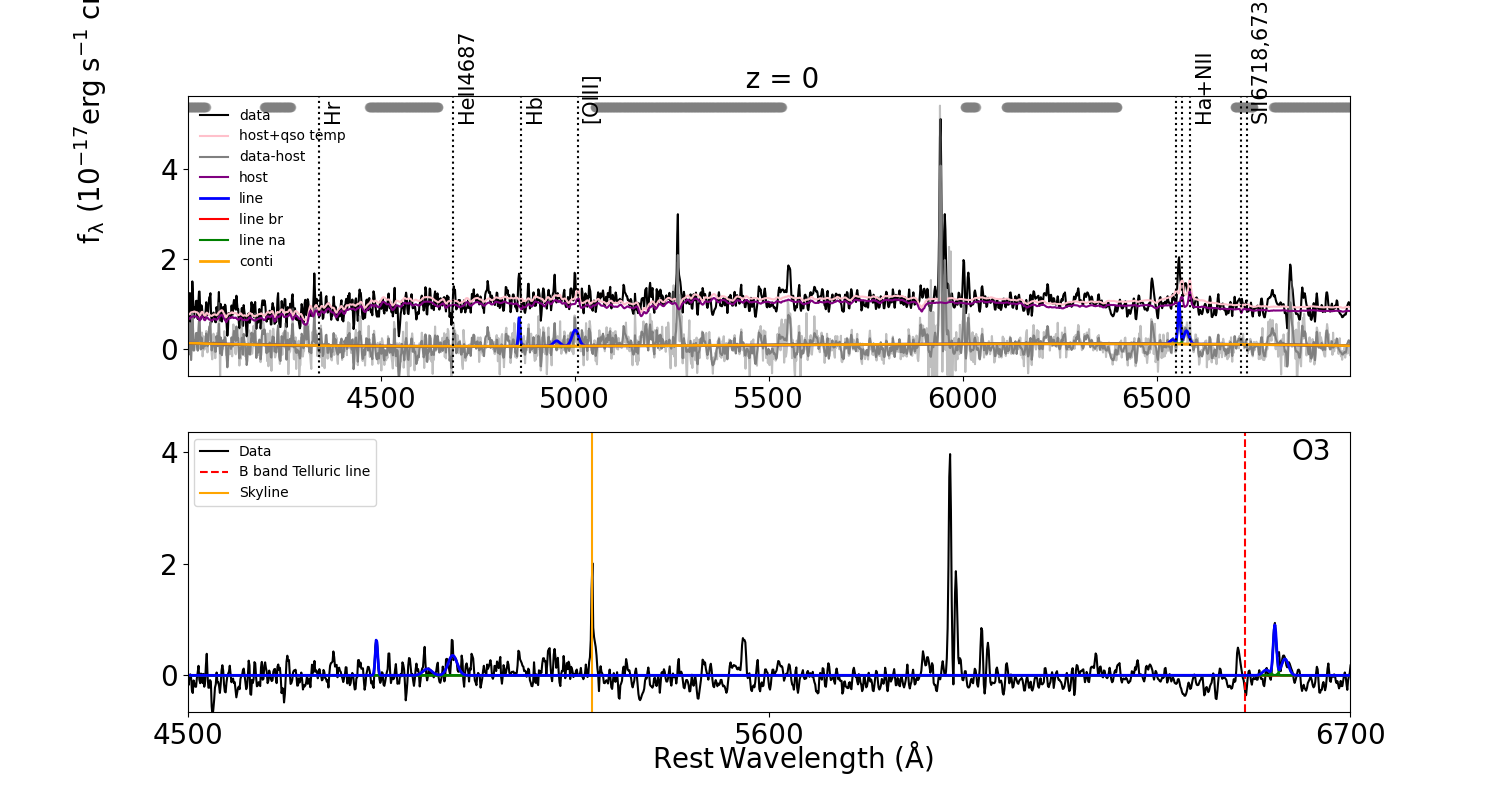 z = 0
f_λ (10^−17 erg s^−1 c
Hr
HeII4687
Hb
[OIII]
Ha+NII
SII6718,673
data
host+qso temp
data-host
host
line
line br
line na
conti
4
2
0
4500 5000 5500 6000 6500
O3
Data
B band Telluric line
Skyline
4
2
0
4500 5600 6700
Rest Wavelength (Å)